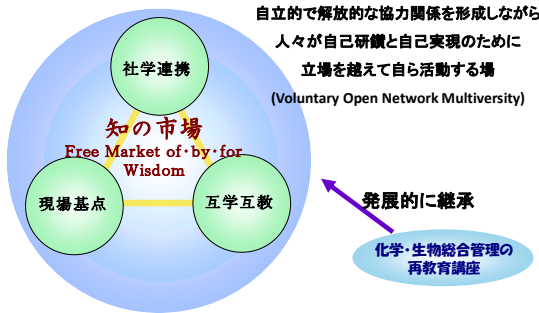 自立的で解放的な協力関係を形成しながら
人々が自己研鑽と自己実現のために
立場を越えて自ら活動する場
(Voluntary Open Network Multiversity)
社学連携
知の市場
Free Market of・by・for
Wisdom
現場基点
互学互教
発展的に継承
化学・生物総合管理の
再教育講座